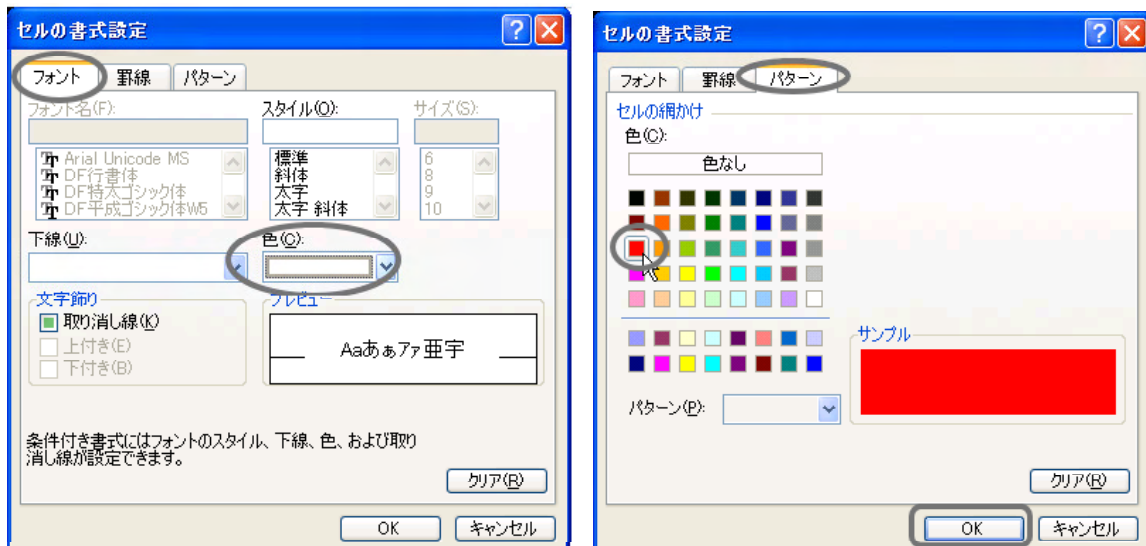 セルの書式設定
フォント 罫線 パターン
フォント名(F): スタイル(O): サイズ(S):
Arial Unicode MS 標準 6
DF行書体 斜体 8
DF特太ゴシック体 太字 9
DF平成ゴシック体W5 太字 斜体 10
下線(U): 色(C):
文字飾り プレビュー
取り消し線(K)
上付き(E)
下付き(B)
Aaあぁアァ亜宇
条件付き書式にはフォントのスタイル、下線、色、および取り
消し線が設定できます。
クリア(R)
OK キャンセル
セルの書式設定
フォント 罫線 パターン
セルの網かけ
色(C):
色なし
サンプル
パターン(P):
クリア(R)
OK キャンセル